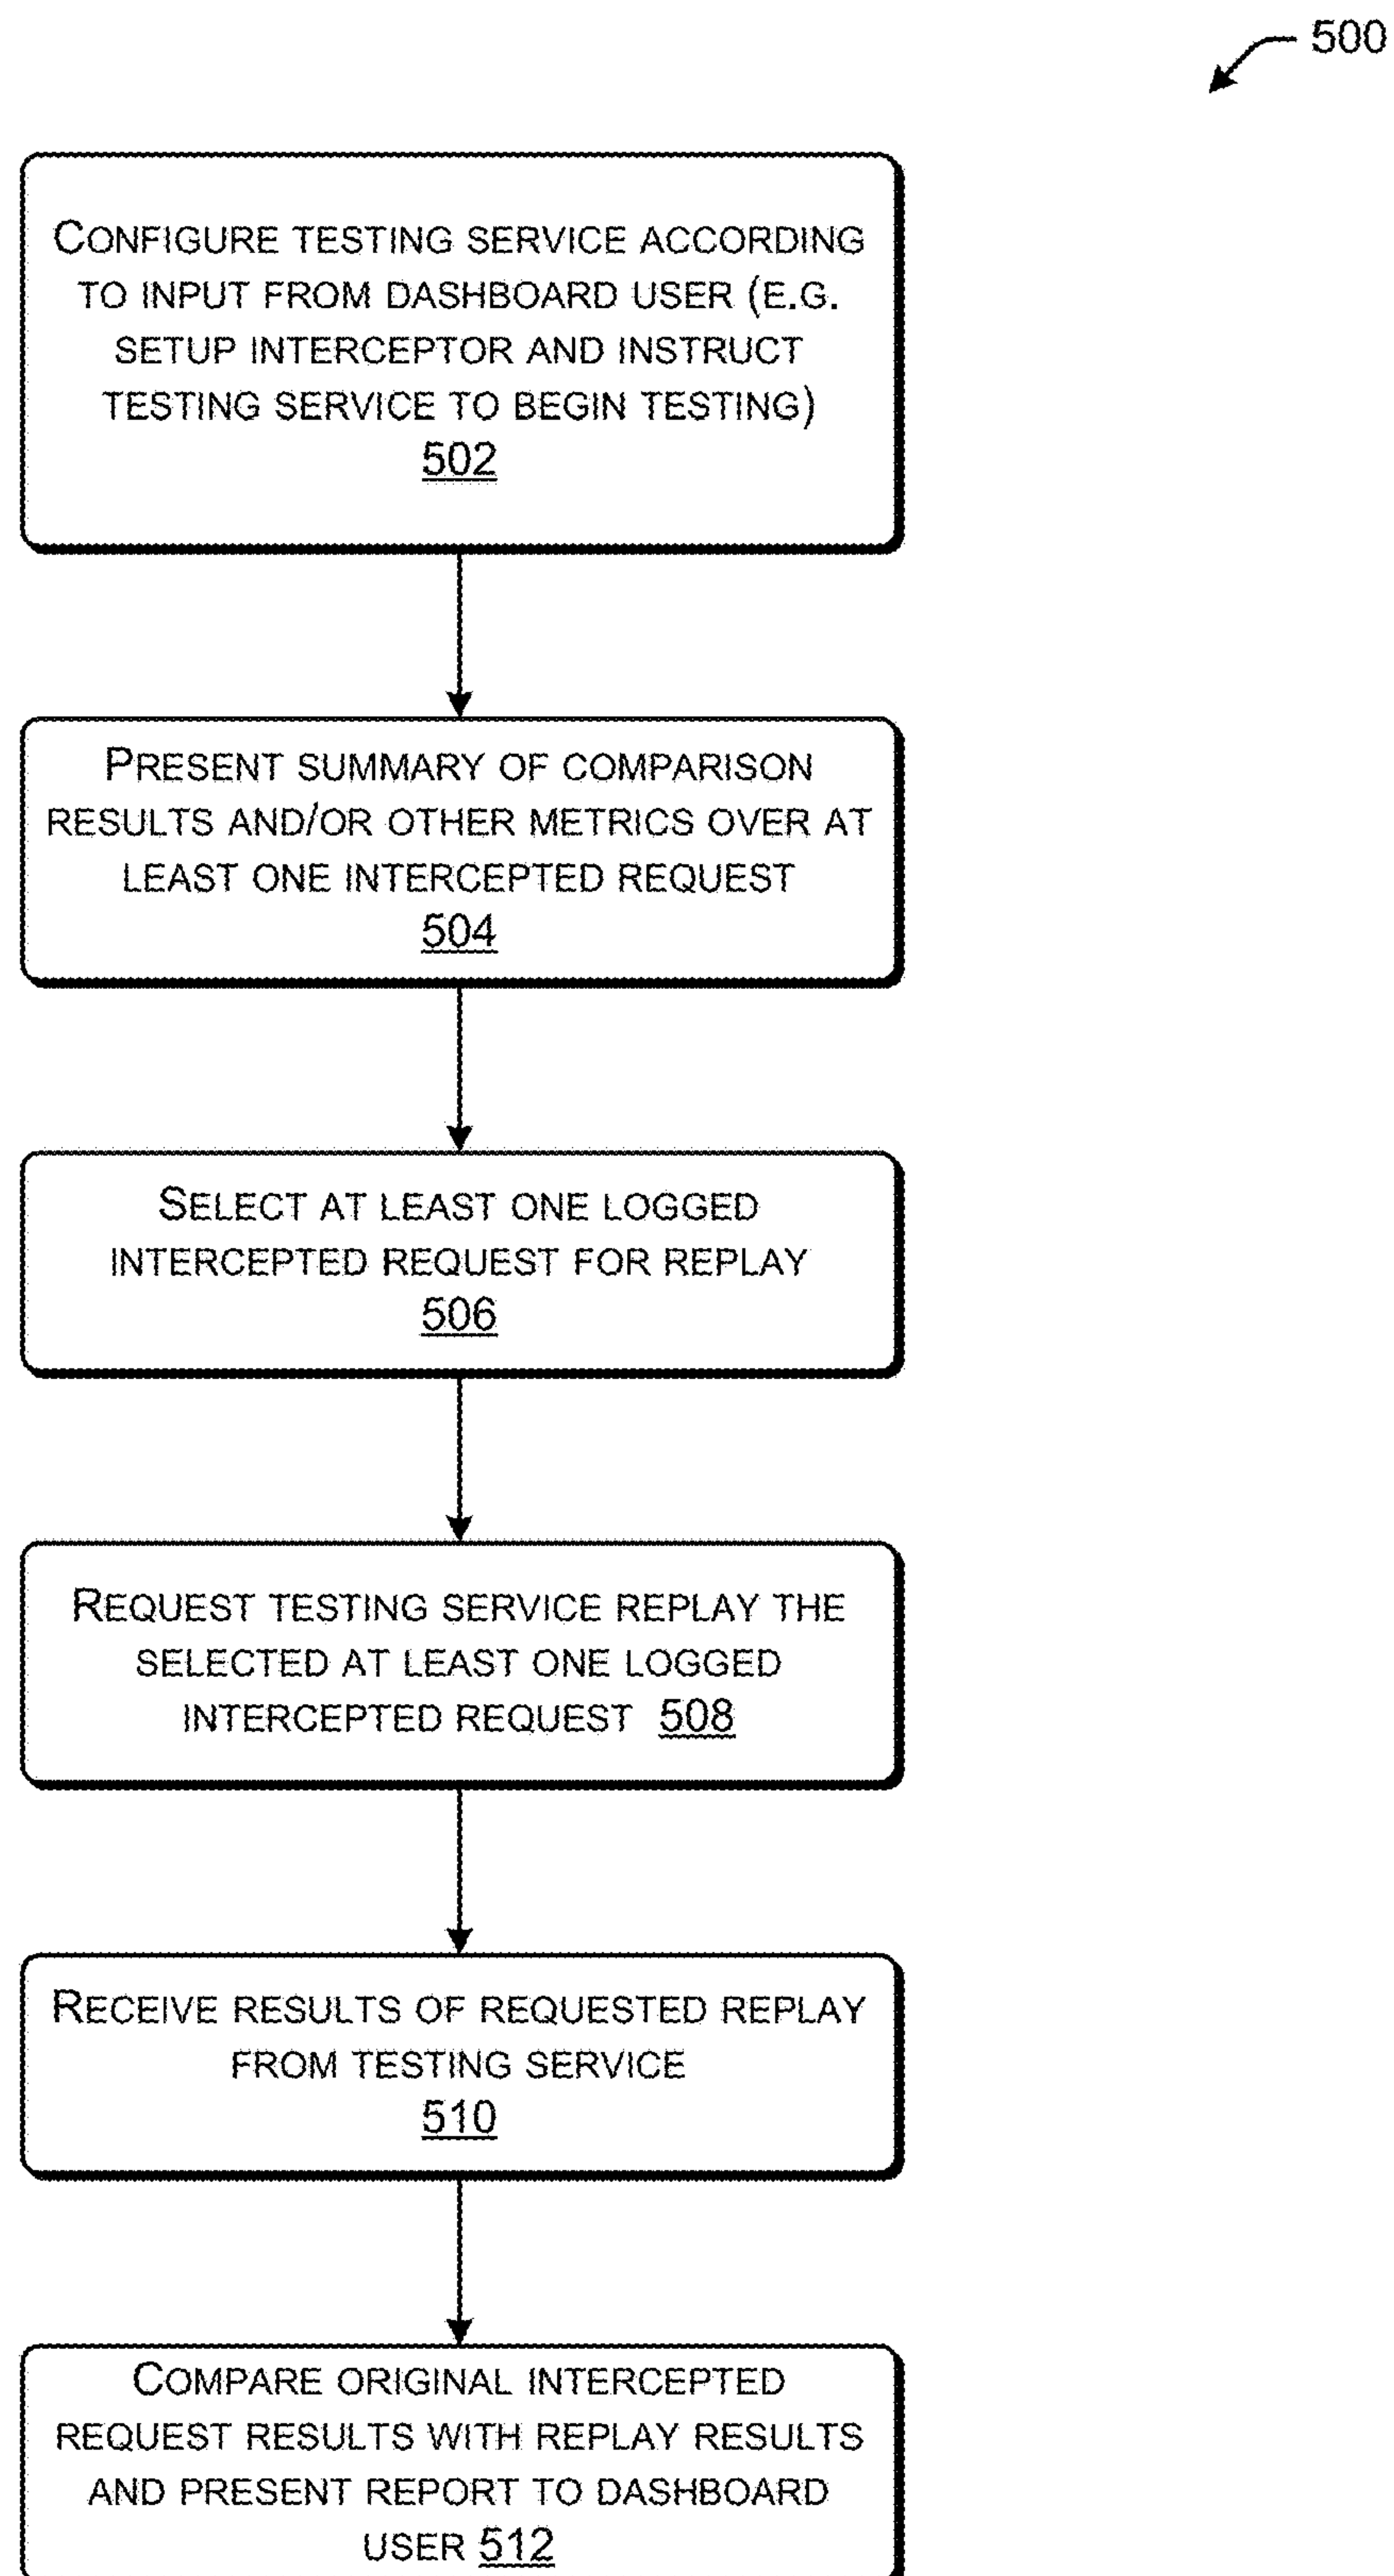 500
CONFIGURE TESTING SERVICE ACCORDING
TO INPUT FROM DASHBOARD USER (E.G.
SETUP INTERCEPTOR AND INSTRUCT
TESTING SERVICE TO BEGIN TESTING)
502
PRESENT SUMMARY OF COMPARISON
RESULTS AND/OR OTHER METRICS OVER AT
LEAST ONE INTERCEPTED REQUEST
504
SELECT AT LEAST ONE LOGGED
INTERCEPTED REQUEST FOR REPLAY
506
REQUEST TESTING SERVICE REPLAY THE
SELECTED AT LEAST ONE LOGGED
INTERCEPTED REQUEST 508
RECEIVE RESULTS OF REQUESTED REPLAY
FROM TESTING SERVICE
510
COMPARE ORIGINAL INTERCEPTED
REQUEST RESULTS WITH REPLAY RESULTS
AND PRESENT REPORT TO DASHBOARD
USER 512